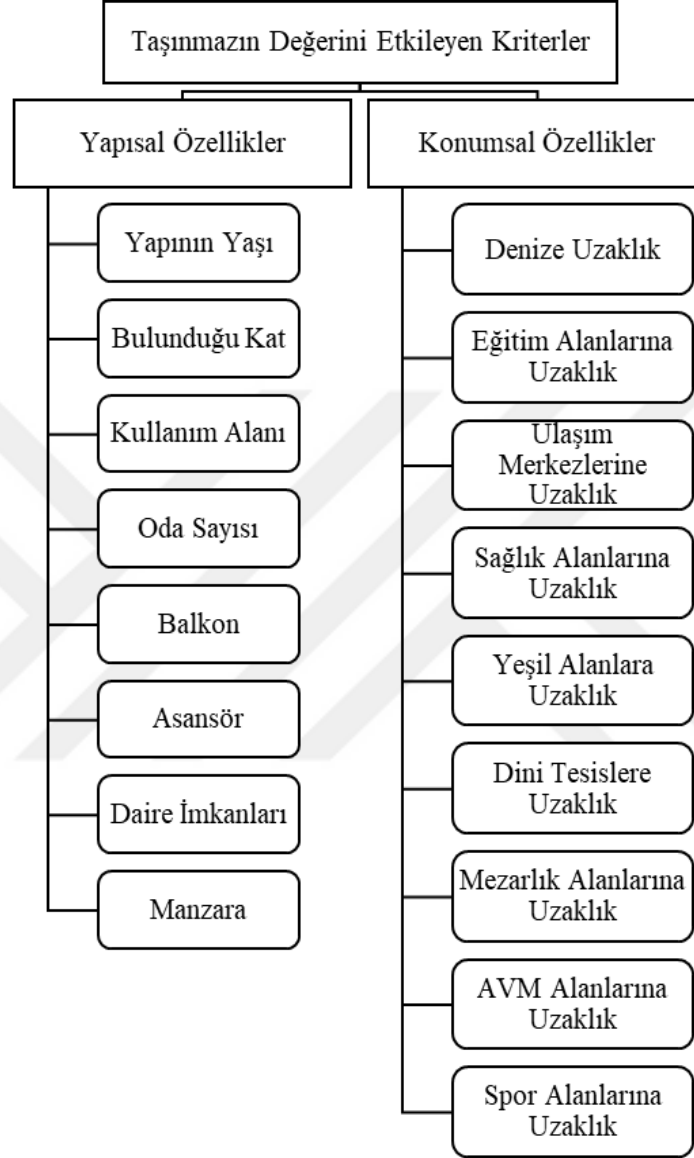 Taşınmazın Değerini Etkileyen Kriterler
Yapısal Özellikler
Yapının Yaşı
Bulunduğu Kat
Kullanım Alanı
Oda Sayısı
Balkon
Asansör
Daire İmkanları
Manzara
Konumsal Özellikler
Denize Uzaklık
Eğitim Alanlarına
Uzaklık
Ulaşım
Merkezlerine
Uzaklık
Sağlık Alanlarına
Uzaklık
Yeşil Alanlara
Uzaklık
Dini Tesislere
Uzaklık
Mezarlık Alanlarına
Uzaklık
AVM Alanlarına
Uzaklık
Spor Alanlarına
Uzaklık